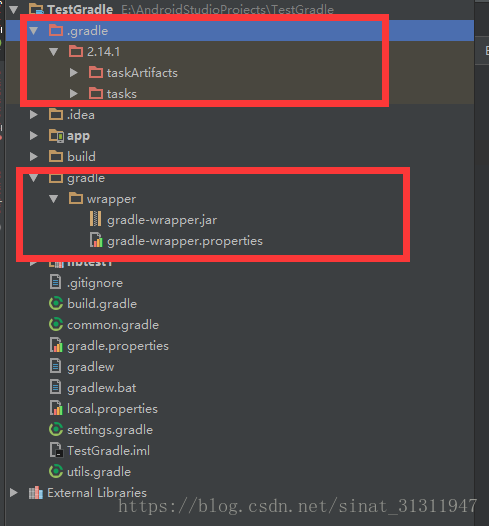 TestGradle E:\AndroidStudioProjects\TestGradle
.gradle
2.14.1
taskArtifacts
tasks
.idea
app
build
gradle
wrapper
gradle-wrapper.jar
gradle-wrapper.properties
libtest1
.gitignore
build.gradle
common.gradle
gradle.properties
gradlew
gradlew.bat
local.properties
settings.gradle
TestGradle.iml
utils.gradle
External Libraries
https://blog.csdn.net/sinat_31311947